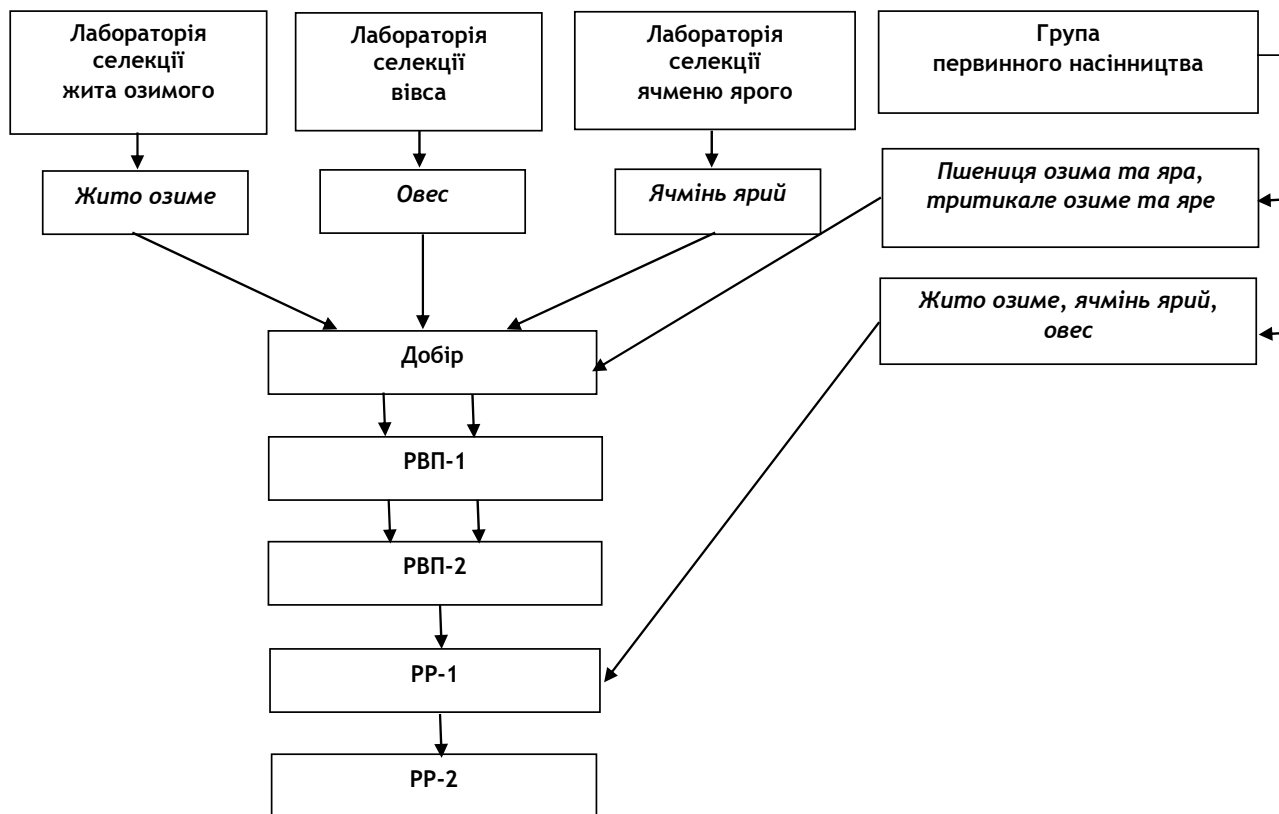 Лабораторія
селекції
жита озимого
Лабораторія
селекції
вівса
Лабораторія
селекції
ячменю ярого
Група
первинного насінництва
Жито озиме
Овес
Ячмінь ярий
Пшениця озима та яра,
тритикале озиме та яре
Жито озиме, ячмінь ярий,
овес
Добір
РВП-1
РВП-2
РР-1
РР-2